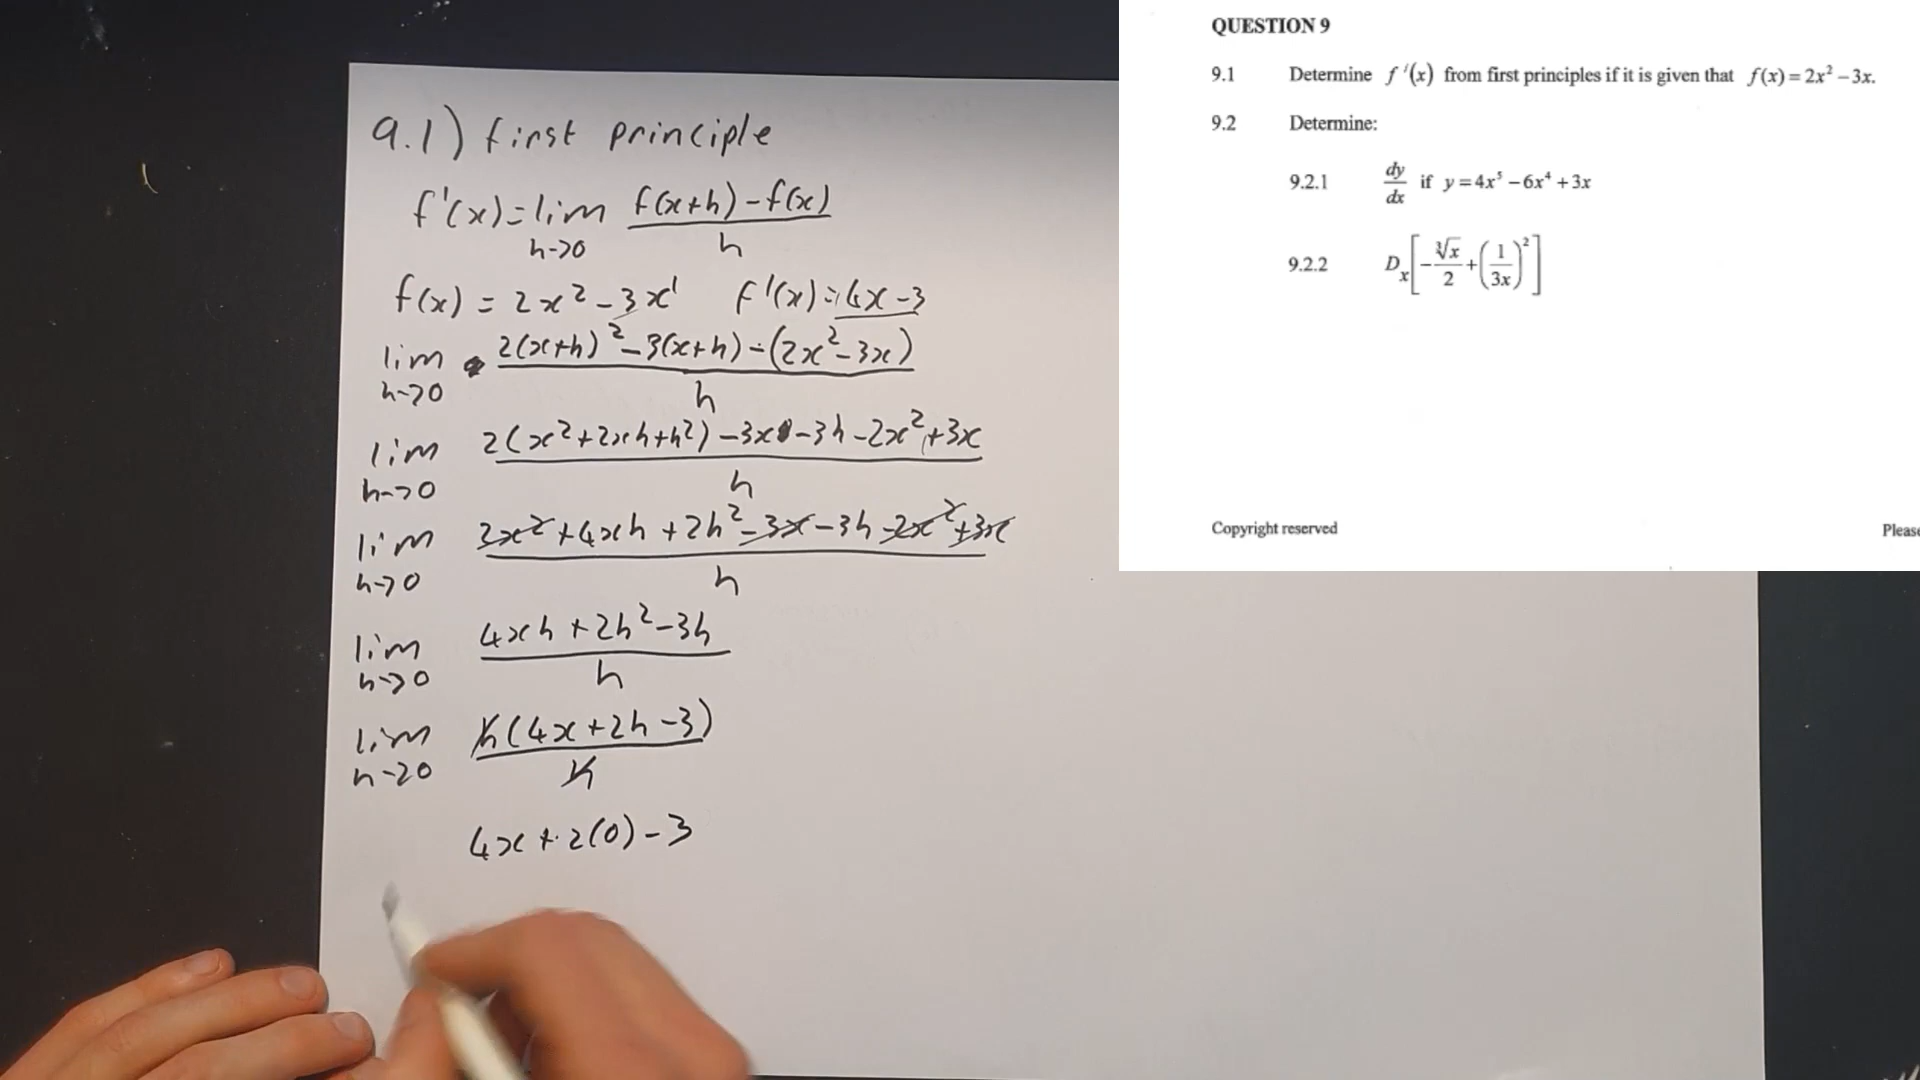 9.1) first principle
f'(x) = lim h->0 f(x+h) - f(x) / h
f(x) = 2x² - 3x¹ f'(x) = 4x - 3
lim h->0 2(x+h)² - 3(x+h) - (2x² - 3x) / h
lim h->0 2(x² + 2xh + h²) - 3x - 3h - 2x² + 3x / h
lim h->0 3x² + 4xh + 2h² - 3x - 3h - 2x² + 3x / h
lim h->0 4xh + 2h² - 3h / h
lim h->0 h(4x + 2h - 3) / h
4x + 2(0) - 3
QUESTION 9
9.1 Determine f '(x) from first principles if it is given that f(x) = 2x² - 3x.
9.2 Determine:
9.2.1 dy/dx if y = 4x⁵ - 6x⁴ + 3x
9.2.2 Dₓ[-∛x/2 + (1/3x)²]
Copyright reserved Please